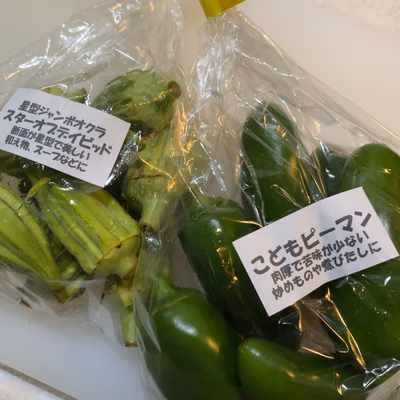 星型ジャンボオクラ
スターオブデイビッド
断面が星型で美しい
和え物、スープなどに
こどもピーマン
肉厚で苦味が少ない
炒めものや煮びたしに